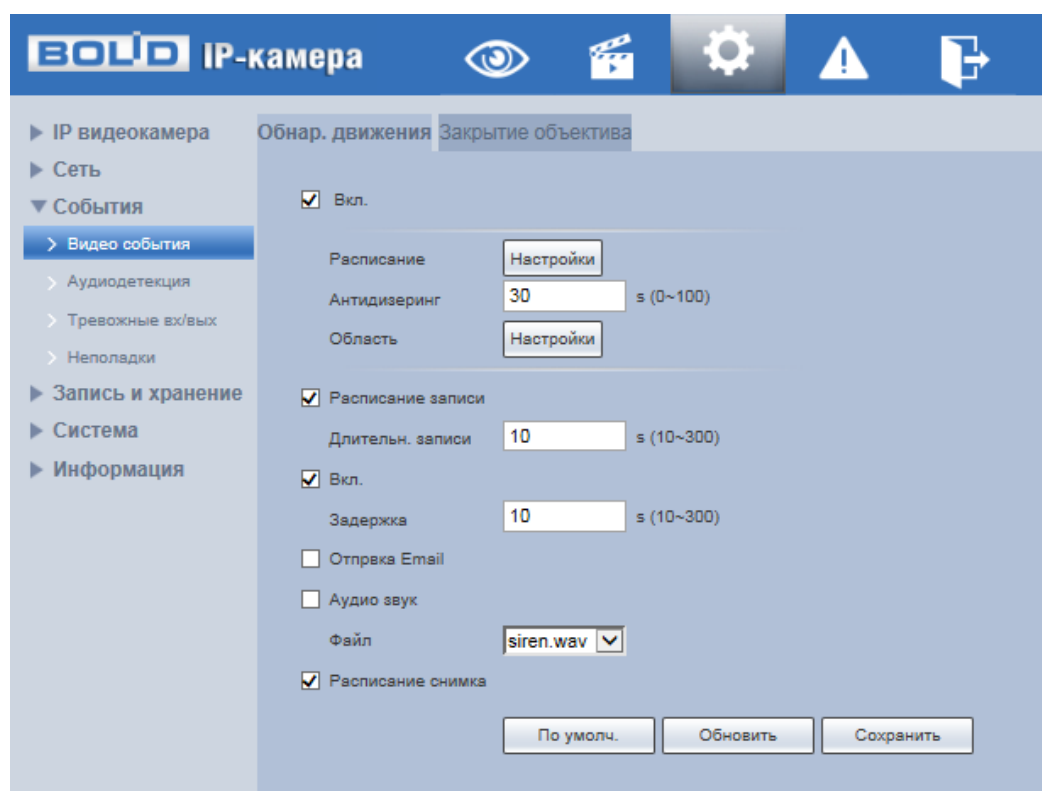 BOLID IP-камера
IP видеокамера
Сеть
События
Видео события
Аудиодетекция
Тревожные вх/вых
Неполадки
Запись и хранение
Система
Информация
Обнар. движения Закрытие объектива
Вкл.
Расписание Настройки
Антидизеринг 30 s (0~100)
Область Настройки
Расписание записи
Длительн. записи 10 s (10~300)
Вкл.
Задержка 10 s (10~300)
Отпрвка Email
Аудио звук
Файл siren.wav
Расписание снимка
По умолч. Обновить Сохранить